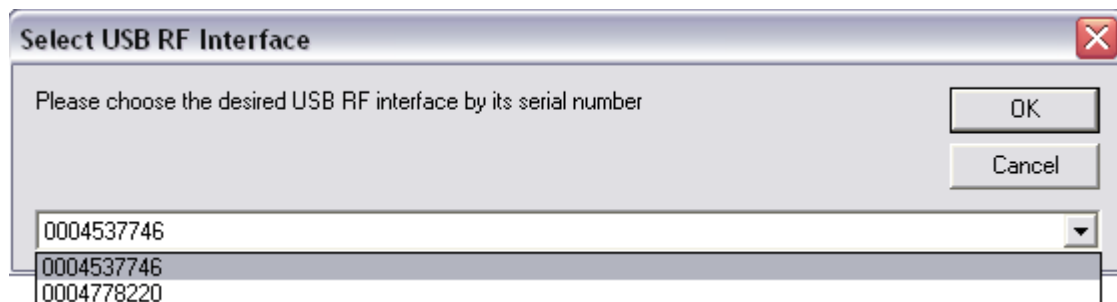 Select USB RF Interface
Please choose the desired USB RF interface by its serial number
OK
Cancel
0004537746
0004537746
0004778220